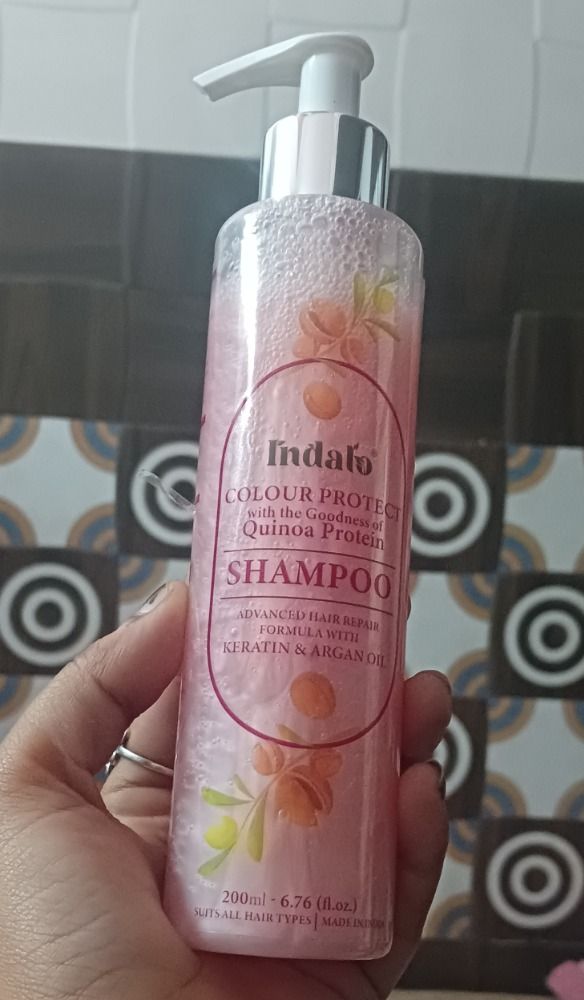 Indalo®
COLOUR PROTECT
with the Goodness of
Quinoa Protein
SHAMPOO
ADVANCED HAIR REPAIR
FORMULA WITH
KERATIN & ARGAN OIL
200ml - 6.76 (fl.oz.)
SUITS ALL HAIR TYPES | MADE IN INDIA